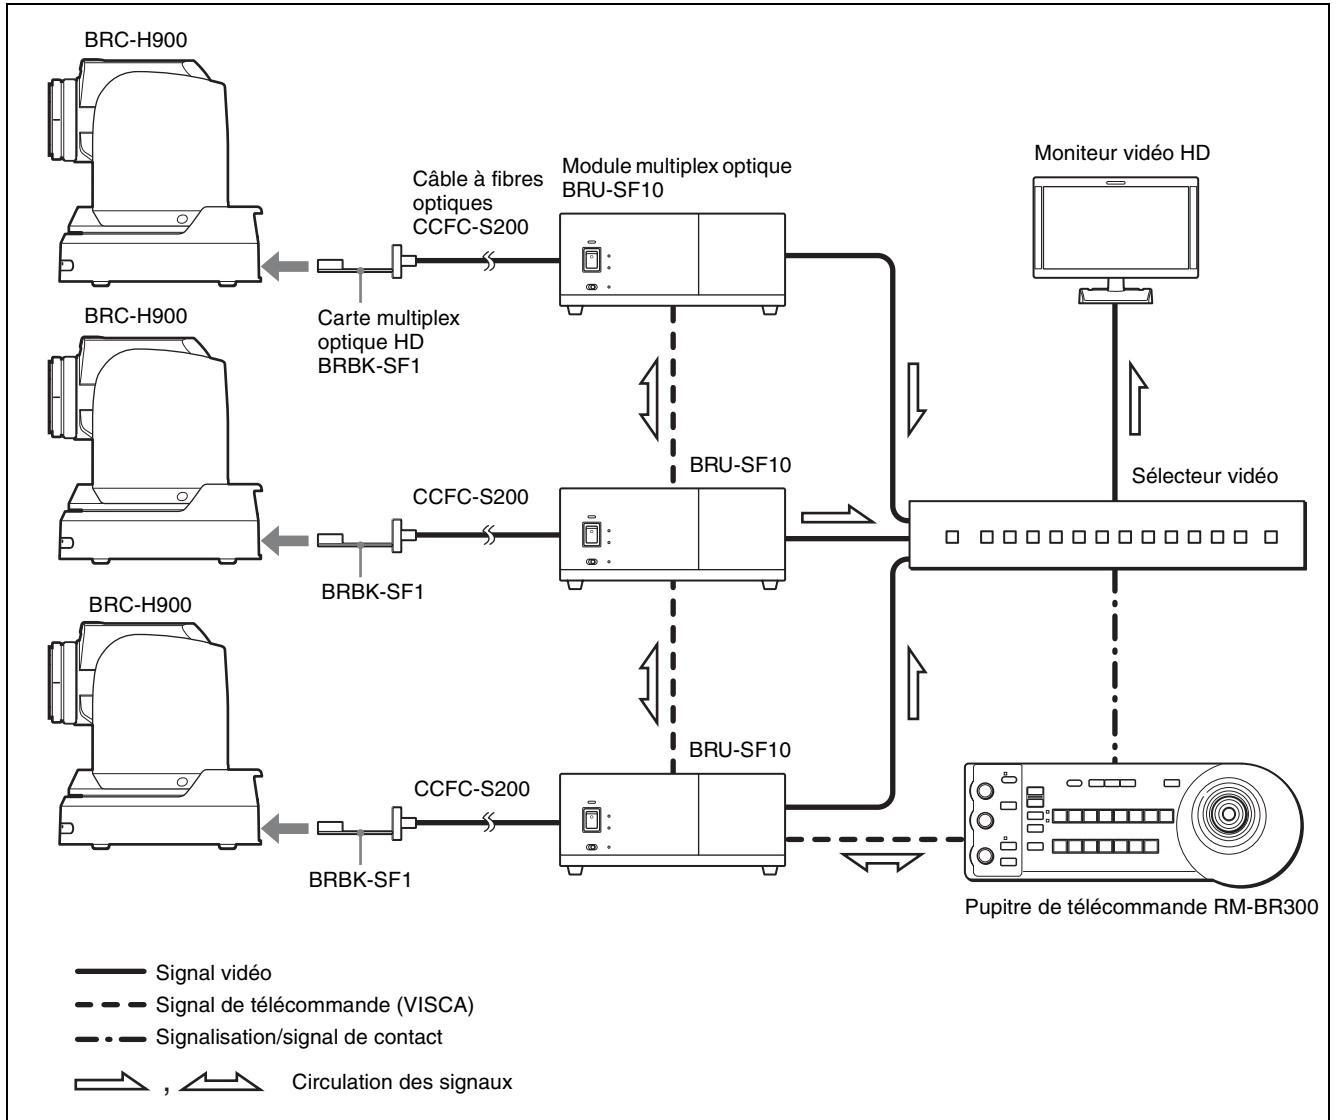 BRC-H900
Moniteur vidéo HD
Câble à fibres
optiques
CCFC-S200
Module multiplex optique
BRU-SF10
Carte multiplex
optique HD
BRBK-SF1
BRC-H900
BRU-SF10
Sélecteur vidéo
CCFC-S200
BRBK-SF1
BRC-H900
BRU-SF10
CCFC-S200
BRBK-SF1
Pupitre de télécommande RM-BR300
Signal vidéo
Signal de télécommande (VISCA)
Signalisation/signal de contact
, Circulation des signaux